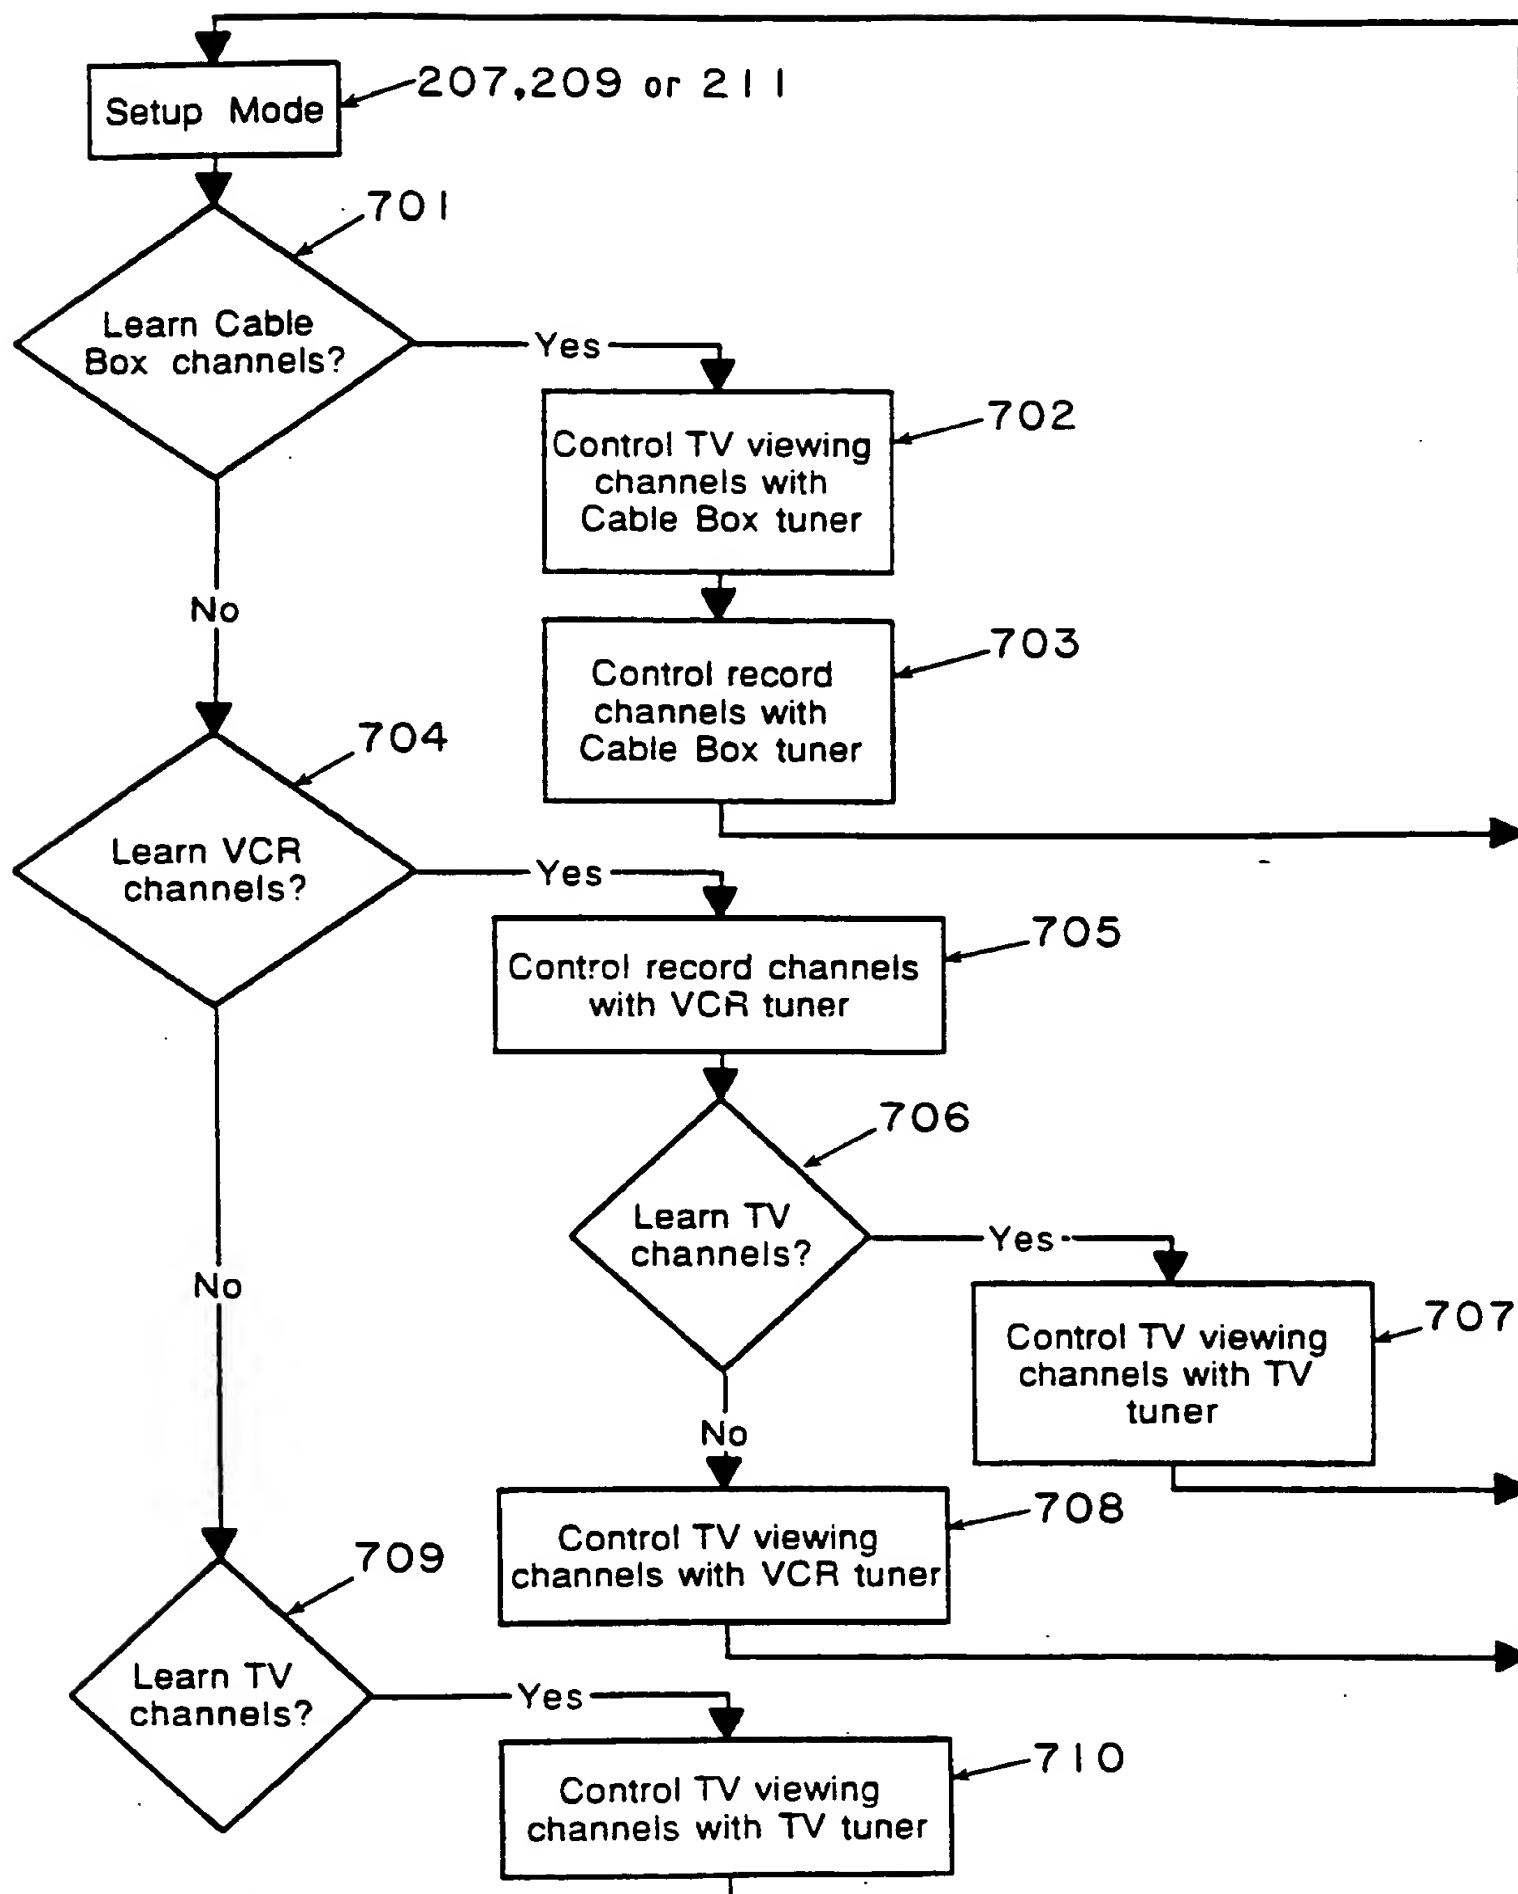 Setup Mode
207,209 or 211
701
Learn Cable
Box channels?
Yes
702
Control TV viewing
channels with
Cable Box tuner
No
703
Control record
channels with
Cable Box tuner
704
Learn VCR
channels?
Yes
705
Control record channels
with VCR tuner
706
Learn TV
channels?
Yes
707
Control TV viewing
channels with TV
tuner
No
No
708
Control TV viewing
channels with VCR tuner
709
Learn TV
channels?
Yes
710
Control TV viewing
channels with TV tuner